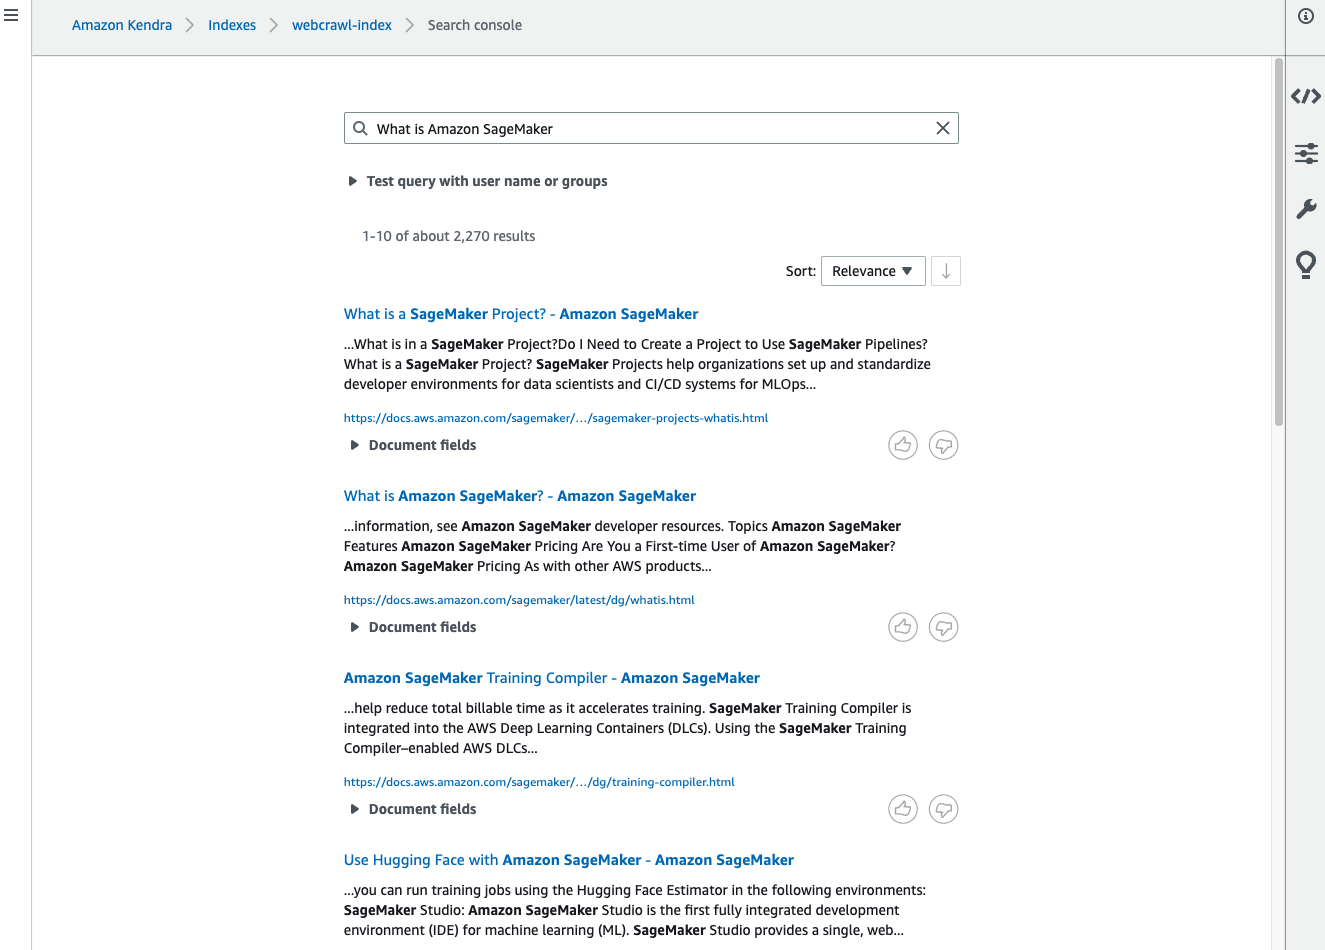 Amazon Kendra > Indexes > webcrawl-index > Search console
What is Amazon SageMaker
Test query with user name or groups
1-10 of about 2,270 results
Sort: Relevance
What is a SageMaker Project? - Amazon SageMaker
...What is in a SageMaker Project?Do I Need to Create a Project to Use SageMaker Pipelines?
What is a SageMaker Project? SageMaker Projects help organizations set up and standardize
developer environments for data scientists and CI/CD systems for MLOps...
https://docs.aws.amazon.com/sagemaker/.../sagemaker-projects-whatis.html
Document fields
What is Amazon SageMaker? - Amazon SageMaker
...information, see Amazon SageMaker developer resources. Topics Amazon SageMaker
Features Amazon SageMaker Pricing Are You a First-time User of Amazon SageMaker?
Amazon SageMaker Pricing As with other AWS products...
https://docs.aws.amazon.com/sagemaker/latest/dg/whatis.html
Document fields
Amazon SageMaker Training Compiler - Amazon SageMaker
...help reduce total billable time as it accelerates training. SageMaker Training Compiler is
integrated into the AWS Deep Learning Containers (DLCs). Using the SageMaker Training
Compiler–enabled AWS DLCs...
https://docs.aws.amazon.com/sagemaker/.../dg/training-compiler.html
Document fields
Use Hugging Face with Amazon SageMaker - Amazon SageMaker
...you can run training jobs using the Hugging Face Estimator in the following environments:
SageMaker Studio: Amazon SageMaker Studio is the first fully integrated development
environment (IDE) for machine learning (ML). SageMaker Studio provides a single, web...